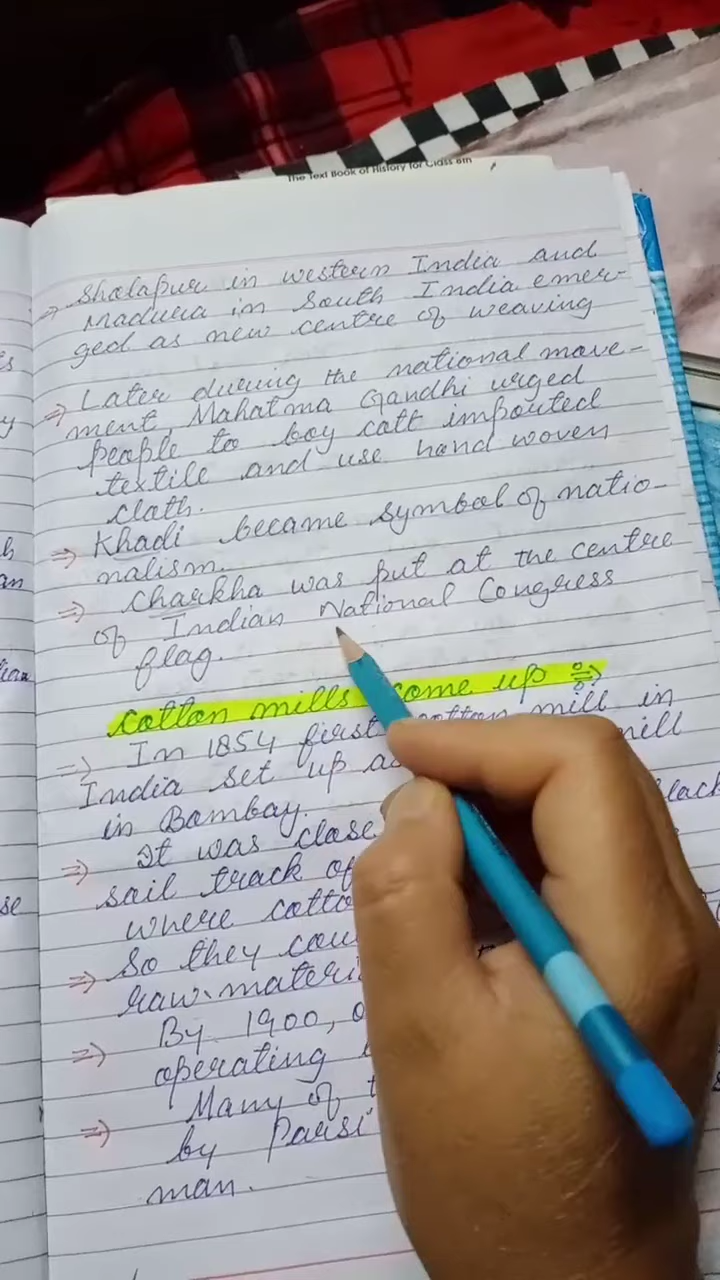 The Text Book of History for Class 8th
⇒ Sholapur in western India and
Madura in South India emer-
ged as new centre of weaving
⇒ Later during the national move-
ment, Mahatma Gandhi urged
people to boy catt imported
textile and use hand woven
cloth.
⇒ Khadi became symbol of natio-
nalism.
⇒ Charkha was put at the centre
of Indian National Congress
flag.
cotton mills come up ⇒
⇒ In 1854 first cotton mill in
India set up as mill
in Bombay.
⇒ It was close black
sail track of
where cotto
⇒ So they cou
raw-materi
⇒ By 1900, o
operating
⇒ Many of t
by Parsi
man.